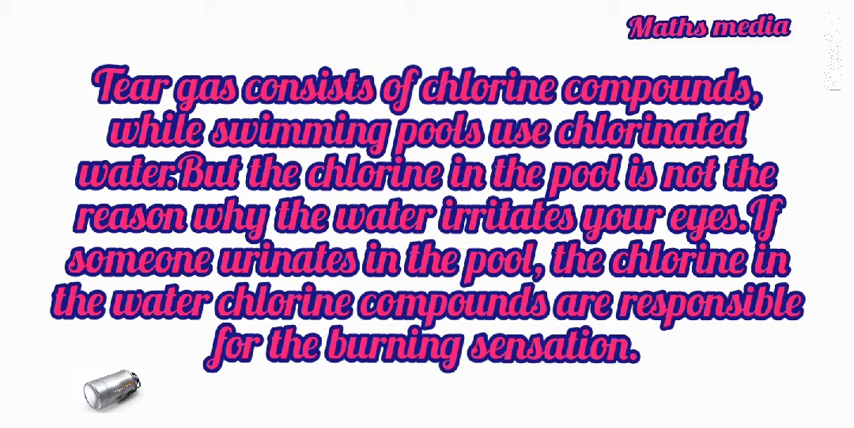 Maths media
Tear gas consists of chlorine compounds,
while swimming pools use chlorinated
water.But the chlorine in the pool is not the
reason why the water irritates your eyes.If
someone urinates in the pool, the chlorine in
the water chlorine compounds are responsible
for the burning sensation.